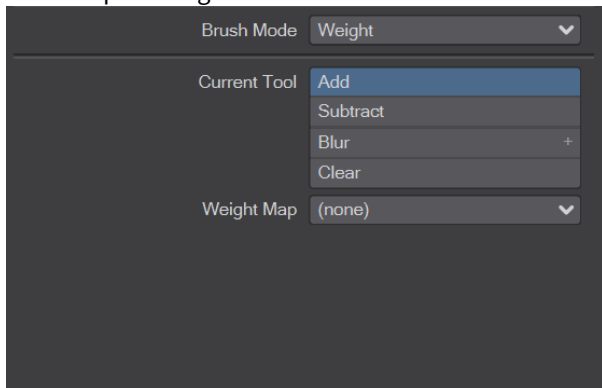 Brush Mode Weight
Current Tool Add
Subtract
Blur +
Clear
Weight Map (none)